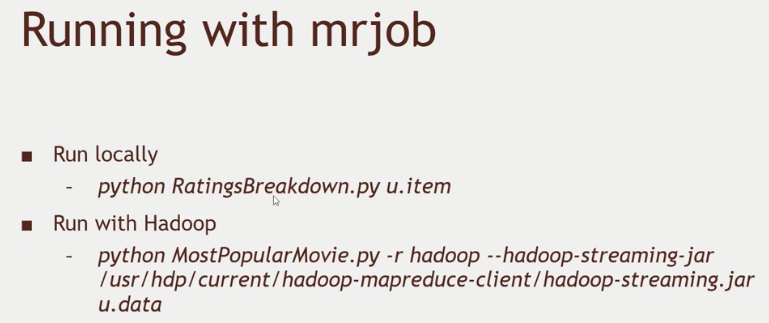 Running with mrjob
■ Run locally
– python RatingsBreakdown.py u.item
■ Run with Hadoop
– python MostPopularMovie.py -r hadoop --hadoop-streaming-jar
/usr/hdp/current/hadoop-mapreduce-client/hadoop-streaming.jar
u.data